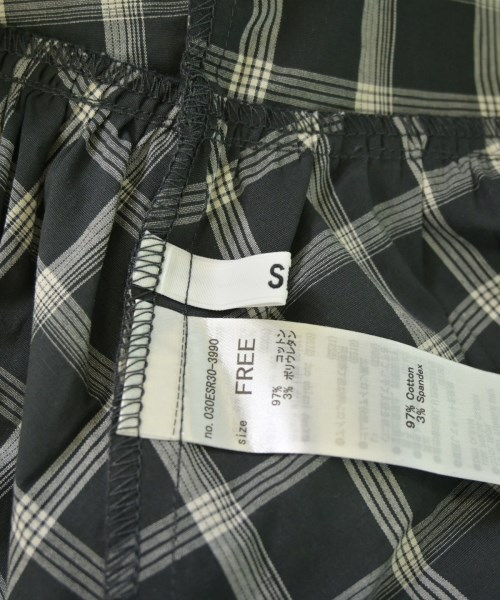 S
no. 030ESR30-3990
size
FREE
97% コットン
3% ポリウレタン
97% Cotton
3% Spandex